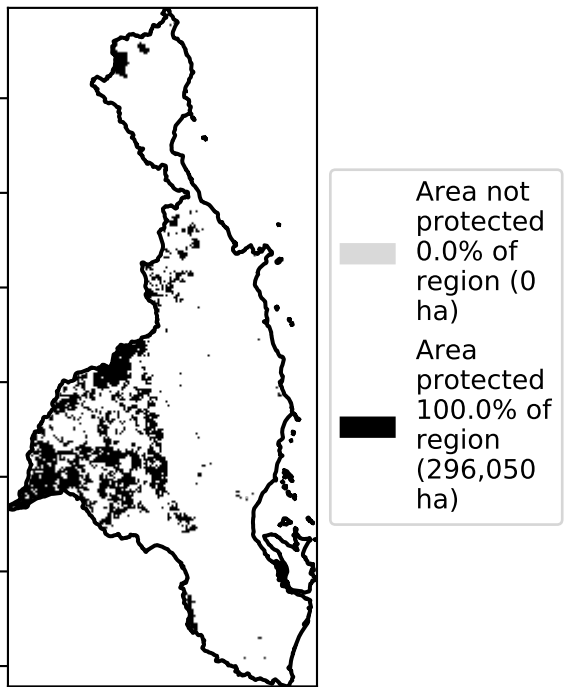 Area not
protected
0.0% of
region (0
ha)
Area
protected
100.0% of
region
(296,050
ha)